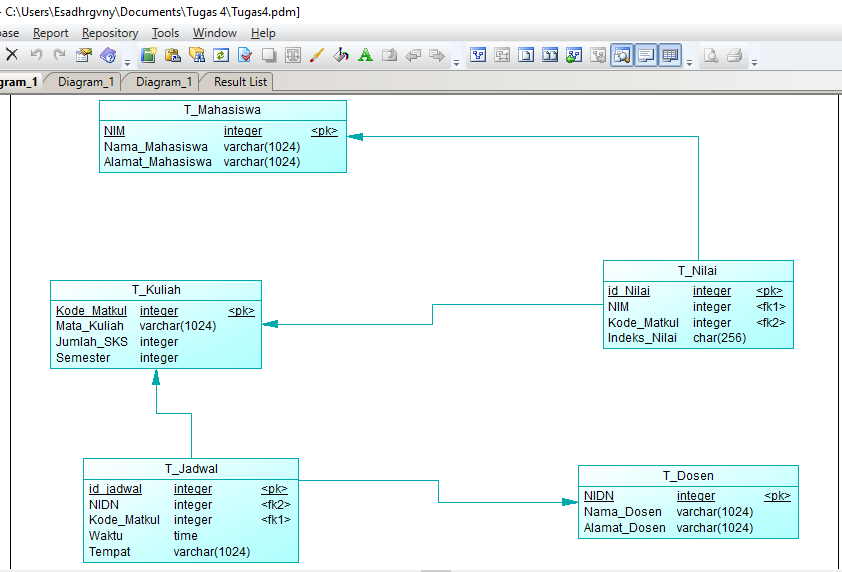 - C:\Users\Esadhrgvny\Documents\Tugas 4\Tugas4.pdm]
base Report Repository Tools Window Help
gram_1 Diagram_1 Diagram_1 Result List
T_Mahasiswa
NIM integer <pk>
Nama_Mahasiswa varchar(1024)
Alamat_Mahasiswa varchar(1024)
T_Nilai
id_Nilai integer <pk>
NIM integer <fk1>
Kode_Matkul integer <fk2>
Indeks_Nilai char(256)
T_Kuliah
Kode_Matkul integer <pk>
Mata_Kuliah varchar(1024)
Jumlah_SKS integer
Semester integer
T_Jadwal
id_jadwal integer <pk>
NIDN integer <fk2>
Kode_Matkul integer <fk1>
Waktu time
Tempat varchar(1024)
T_Dosen
NIDN integer <pk>
Nama_Dosen varchar(1024)
Alamat_Dosen varchar(1024)